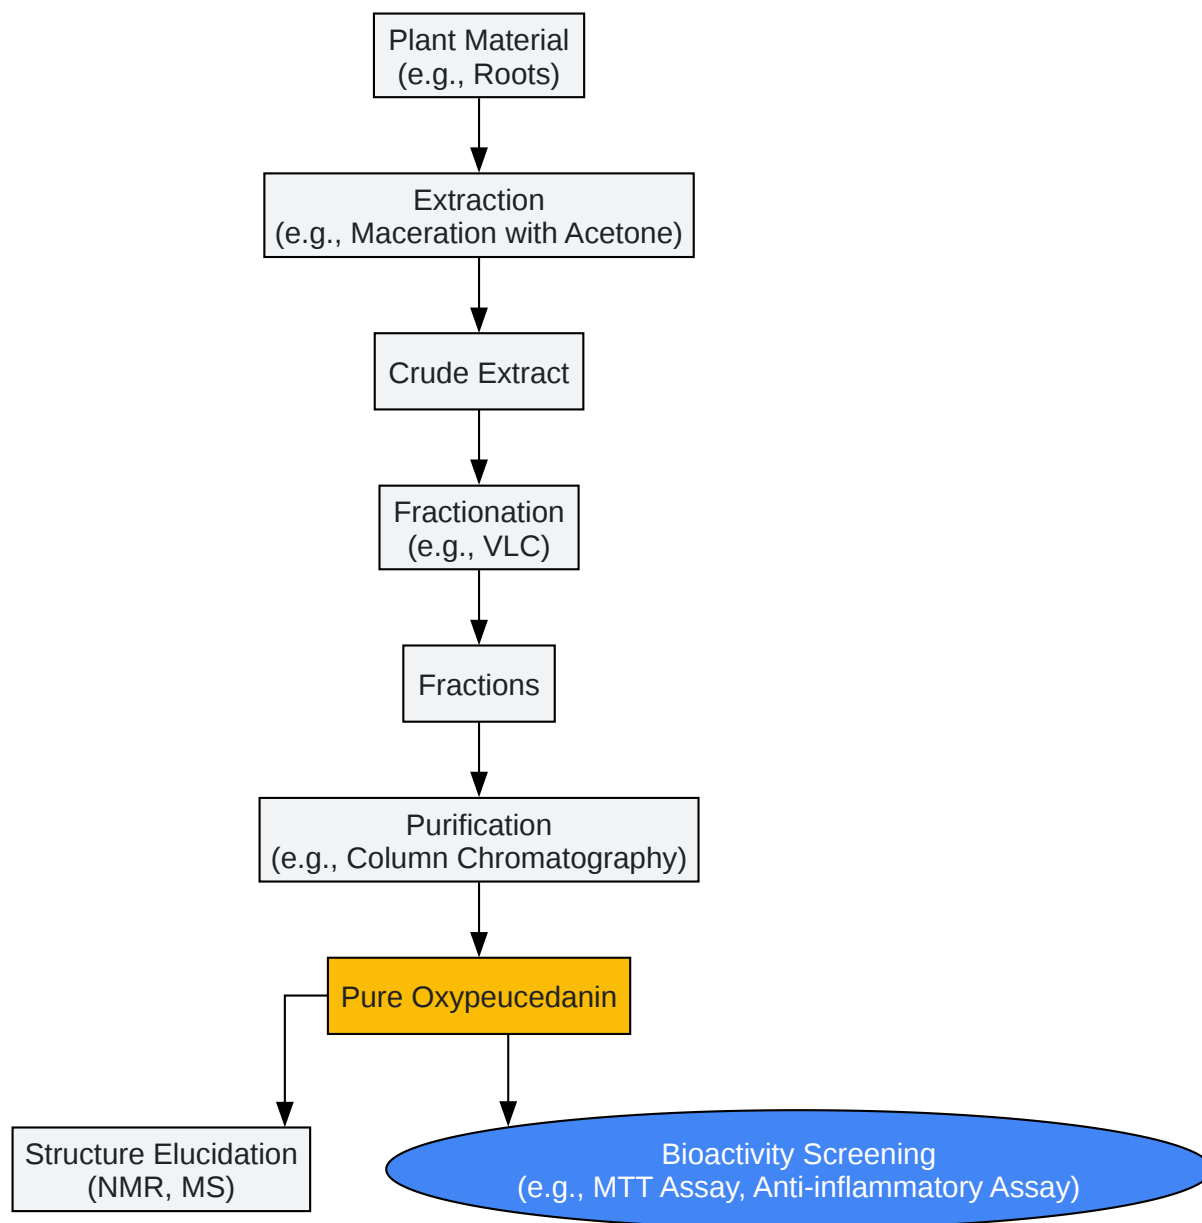 Plant Material
(e.g., Roots)
Extraction
(e.g., Maceration with Acetone)
Crude Extract
Fractionation
(e.g., VLC)
Fractions
Purification
(e.g., Column Chromatography)
Pure Oxypeucedanin
Structure Elucidation
(NMR, MS)
Bioactivity Screening
(e.g., MTT Assay, Anti-inflammatory Assay)